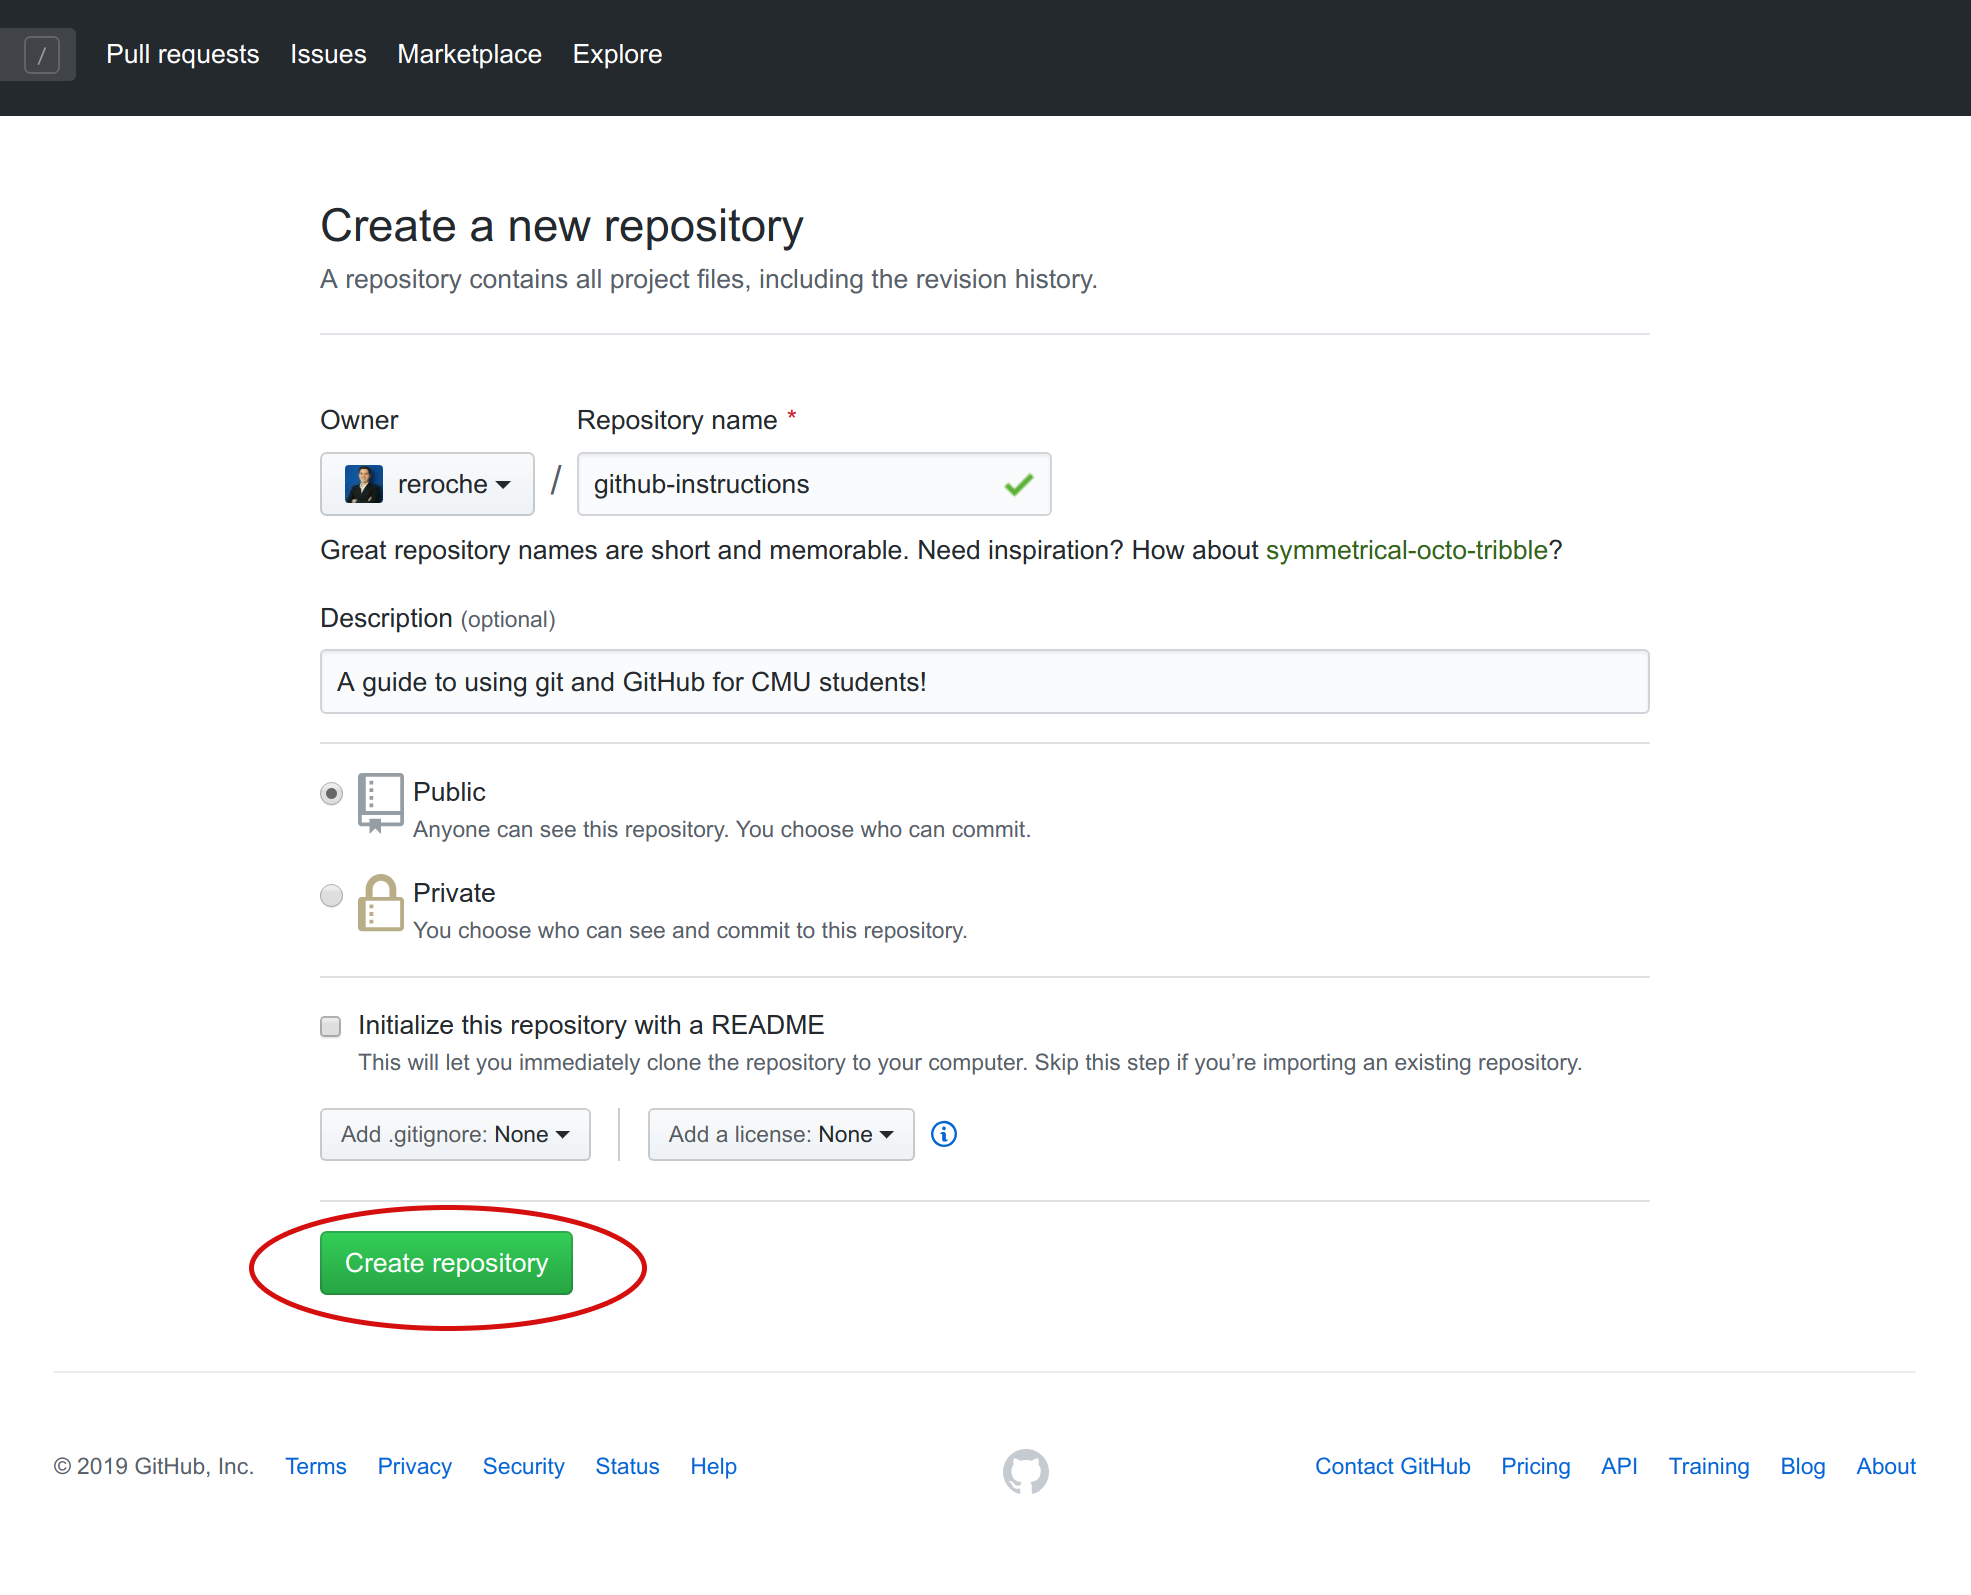 / Pull requests Issues Marketplace Explore
Create a new repository
A repository contains all project files, including the revision history.
Owner Repository name *
reroche / github-instructions
Great repository names are short and memorable. Need inspiration? How about symmetrical-octo-tribble?
Description (optional)
A guide to using git and GitHub for CMU students!
Public
Anyone can see this repository. You choose who can commit.
Private
You choose who can see and commit to this repository.
Initialize this repository with a README
This will let you immediately clone the repository to your computer. Skip this step if you’re importing an existing repository.
Add .gitignore: None Add a license: None
Create repository
© 2019 GitHub, Inc. Terms Privacy Security Status Help Contact GitHub Pricing API Training Blog About